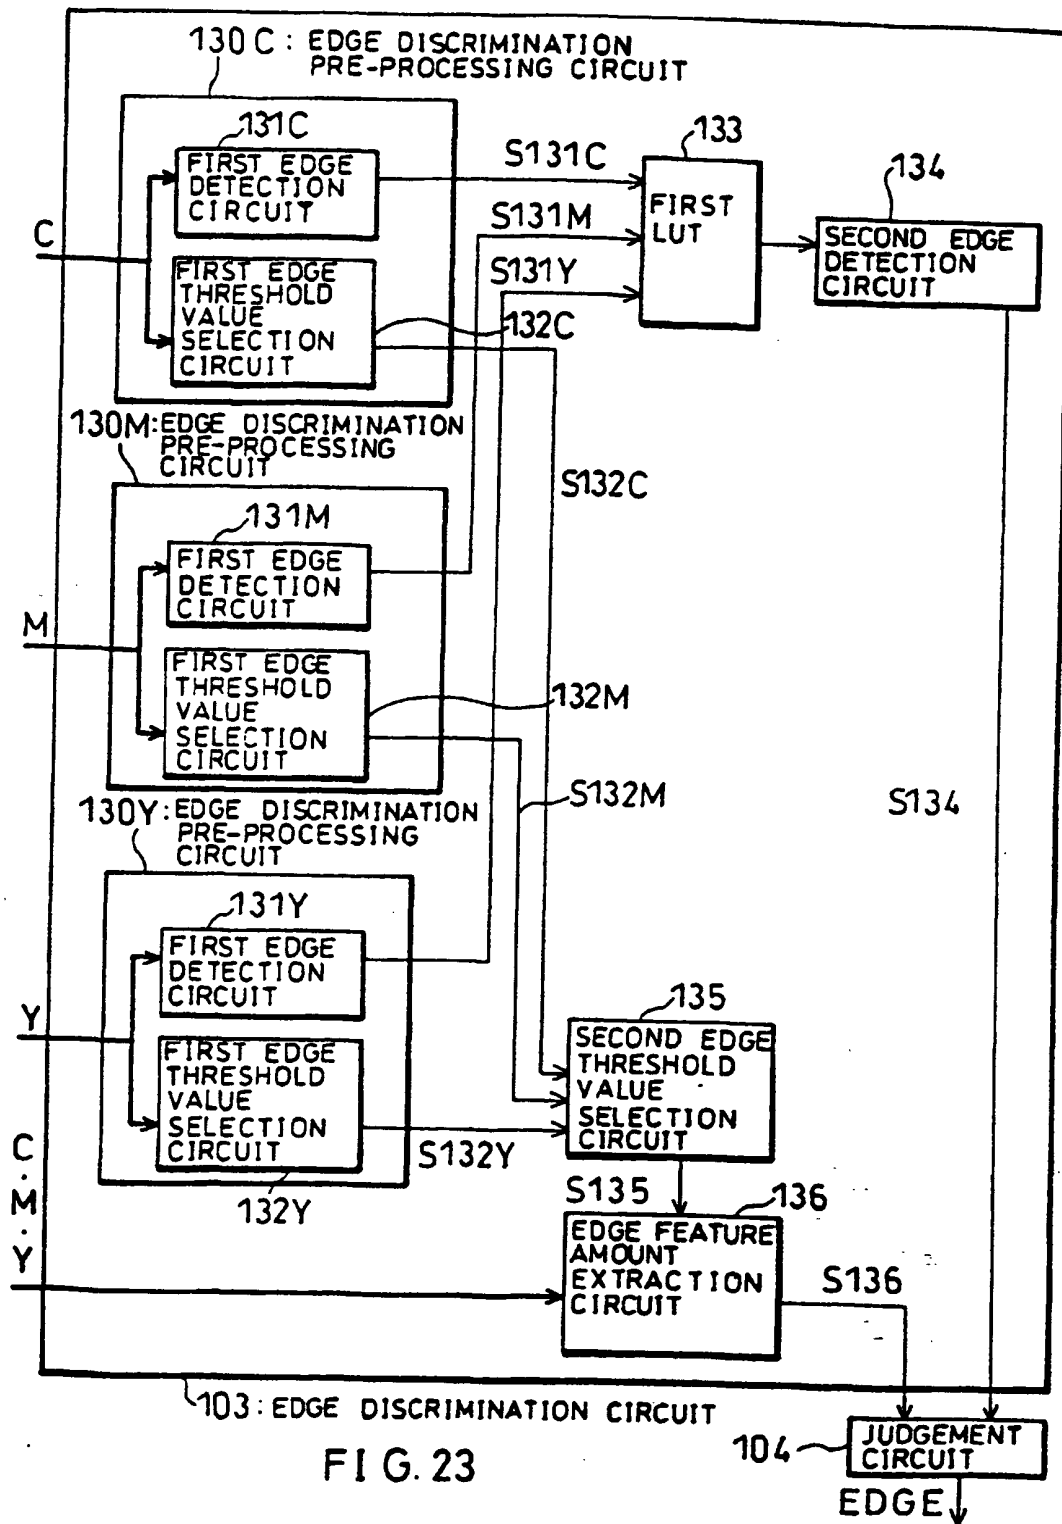 130C: EDGE DISCRIMINATION
PRE-PROCESSING CIRCUIT
131C
FIRST EDGE
DETECTION
CIRCUIT
C
FIRST EDGE
THRESHOLD
VALUE
SELECTION
CIRCUIT
132C
S131C
S131M
S131Y
133
FIRST
LUT
134
SECOND EDGE
DETECTION
CIRCUIT
130M: EDGE DISCRIMINATION
PRE-PROCESSING
CIRCUIT
S132C
131M
FIRST EDGE
DETECTION
CIRCUIT
M
FIRST EDGE
THRESHOLD
VALUE
SELECTION
CIRCUIT
132M
S132M
S134
130Y: EDGE DISCRIMINATION
PRE-PROCESSING
CIRCUIT
131Y
FIRST EDGE
DETECTION
CIRCUIT
Y
FIRST EDGE
THRESHOLD
VALUE
SELECTION
CIRCUIT
132Y
S132Y
135
SECOND EDGE
THRESHOLD
VALUE
SELECTION
CIRCUIT
C·M·Y
S135
136
EDGE FEATURE
AMOUNT
EXTRACTION
CIRCUIT
S136
103: EDGE DISCRIMINATION CIRCUIT
104
JUDGEMENT
CIRCUIT
EDGE
FIG. 23